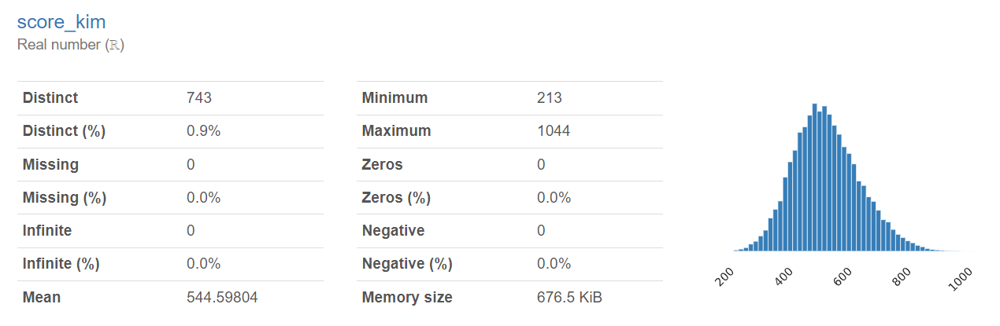 score_kim
Real number (ℝ)
Distinct 743
Distinct (%) 0.9%
Missing 0
Missing (%) 0.0%
Infinite 0
Infinite (%) 0.0%
Mean 544.59804
Minimum 213
Maximum 1044
Zeros 0
Zeros (%) 0.0%
Negative 0
Negative (%) 0.0%
Memory size 676.5 KiB
200 400 600 800 1000